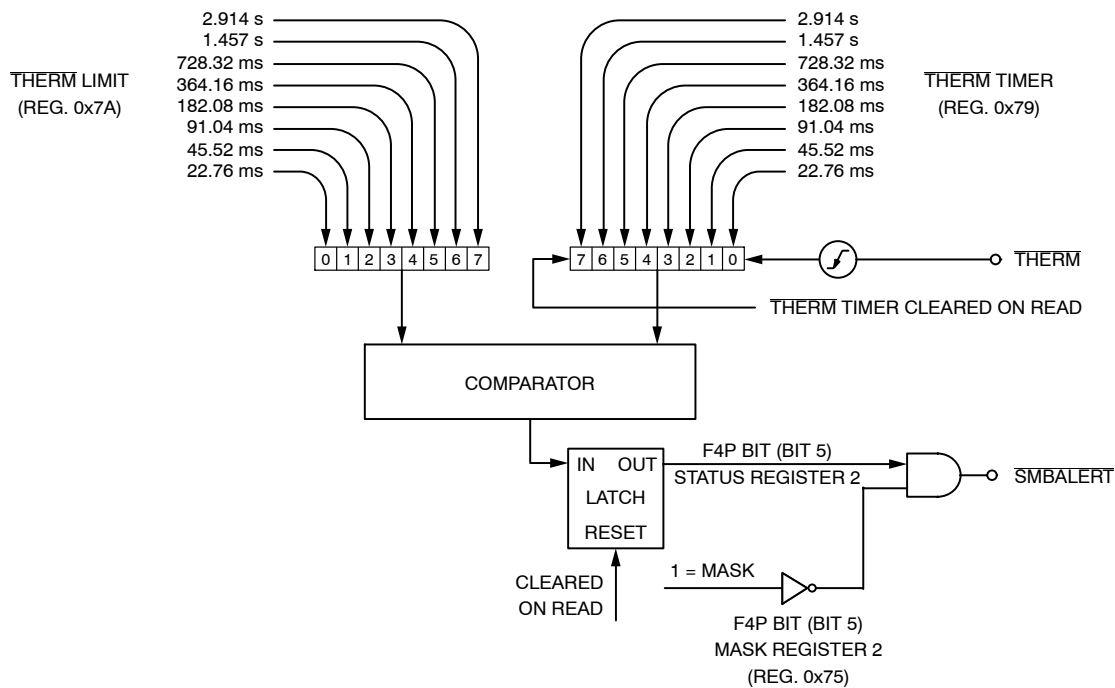 2.914 s
1.457 s
728.32 ms
364.16 ms
182.08 ms
91.04 ms
45.52 ms
22.76 ms
THERM LIMIT
(REG. 0x7A)
0 1 2 3 4 5 6 7
2.914 s
1.457 s
728.32 ms
364.16 ms
182.08 ms
91.04 ms
45.52 ms
22.76 ms
THERM TIMER
(REG. 0x79)
7 6 5 4 3 2 1 0
THERM
THERM TIMER CLEARED ON READ
COMPARATOR
IN OUT
LATCH
RESET
F4P BIT (BIT 5)
STATUS REGISTER 2
SMBALERT
CLEARED
ON READ
1 = MASK
F4P BIT (BIT 5)
MASK REGISTER 2
(REG. 0x75)